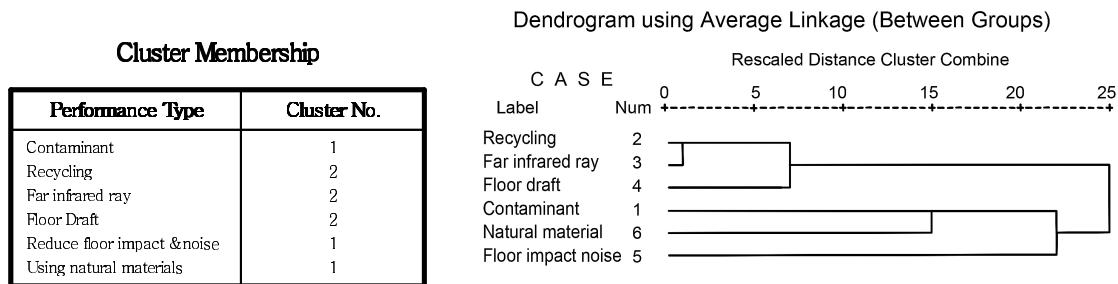 Cluster Membership
Performance Type Cluster No.
Contaminant 1
Recycling 2
Far infrared ray 2
Floor Draft 2
Reduce floor impact & noise 1
Using natural materials 1
Dendrogram using Average Linkage (Between Groups)
Rescaled Distance Cluster Combine
C A S E
0 5 10 15 20 25
Label Num
Recycling 2
Far infrared ray 3
Floor draft 4
Contaminant 1
Natural material 6
Floor impact noise 5